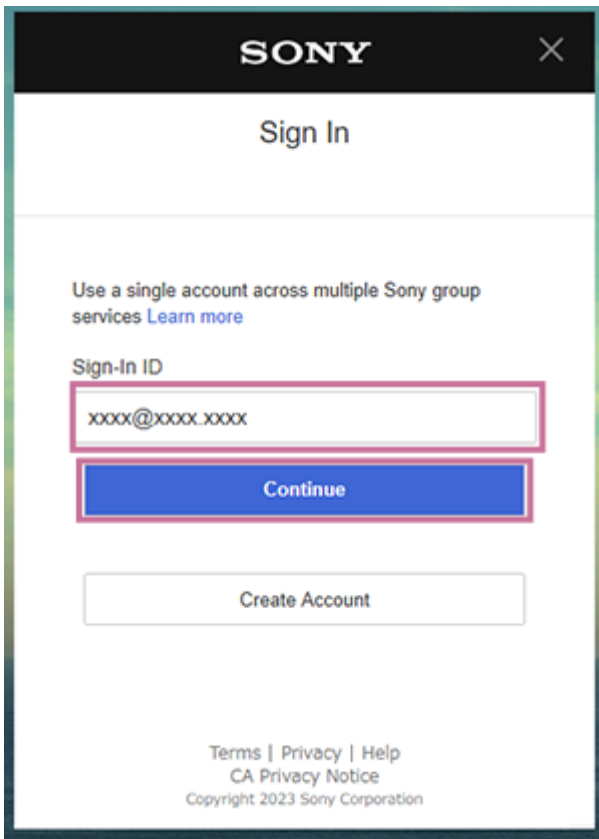 SONY
Sign In
Use a single account across multiple Sony group
services Learn more
Sign-In ID
xxxx@xxxx.xxxx
Continue
Create Account
Terms | Privacy | Help
CA Privacy Notice
Copyright 2023 Sony Corporation